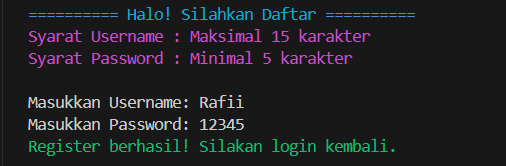 ========== Halo! Silahkan Daftar ==========
Syarat Username : Maksimal 15 karakter
Syarat Password : Minimal 5 karakter
Masukkan Username: Rafii
Masukkan Password: 12345
Register berhasil! Silakan login kembali.